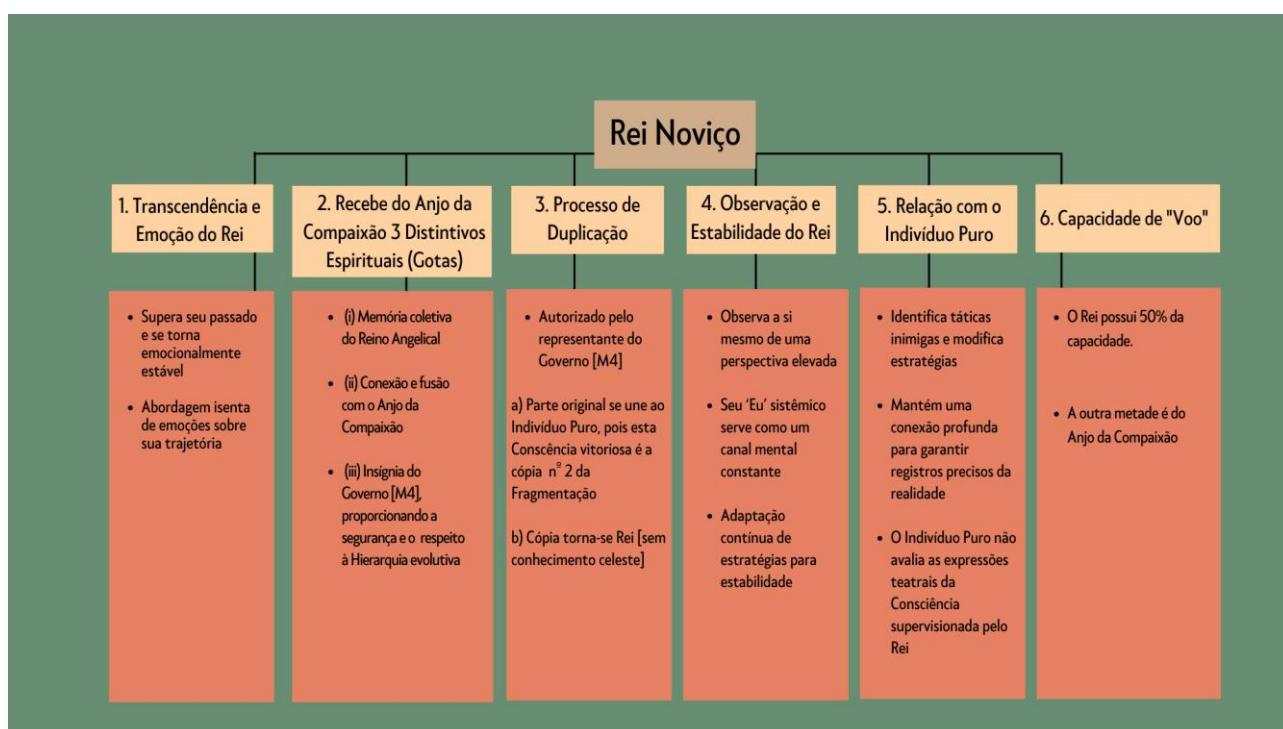 Rei Noviço
1. Transcendência e
Emoção do Rei
• Supera seu passado
e se torna
emocionalmente
estável
• Abordagem isenta
de emoções sobre
sua trajetória
2. Recebe do Anjo da
Compaixão 3 Distintivos
Espirituais (Gotas)
• (i) Memória coletiva
do Reino Angelical
• (ii) Conexão e fusão
com o Anjo da
Compaixão
• (iii) Insígnia do
Governo [M4],
proporcionando a
segurança e o respeito
à Hierarquia evolutiva
3. Processo de
Duplicação
• Autorizado pelo
representante do
Governo [M4]
a) Parte original se une ao
Indivíduo Puro, pois esta
Conscência vitoriosa é a
cópia nº 2 da
Fragmentação
b) Cópia torna-se Rei [sem
conhecimento celeste]
4. Observação e
Estabilidade do Rei
• Observa a si
mesmo de uma
perspectiva elevada
• Seu ‘Eu’ sistêmico
serve como um
canal mental
constante
• Adaptação
contínua de
estratégias para
estabilidade
5. Relação com o
Indivíduo Puro
• Identifica táticas
inimigas e modifica
estratégias
• Mantém uma
conexão profunda
para garantir
registros precisos da
realidade
• O Indivíduo Puro não
avalia as expressões
teatrais da
Consciência
supervisionada pelo
Rei
6. Capacidade de "Voo"
• O Rei possui 50% da
capacidade.
• A outra metade é do
Anjo da Compaixão